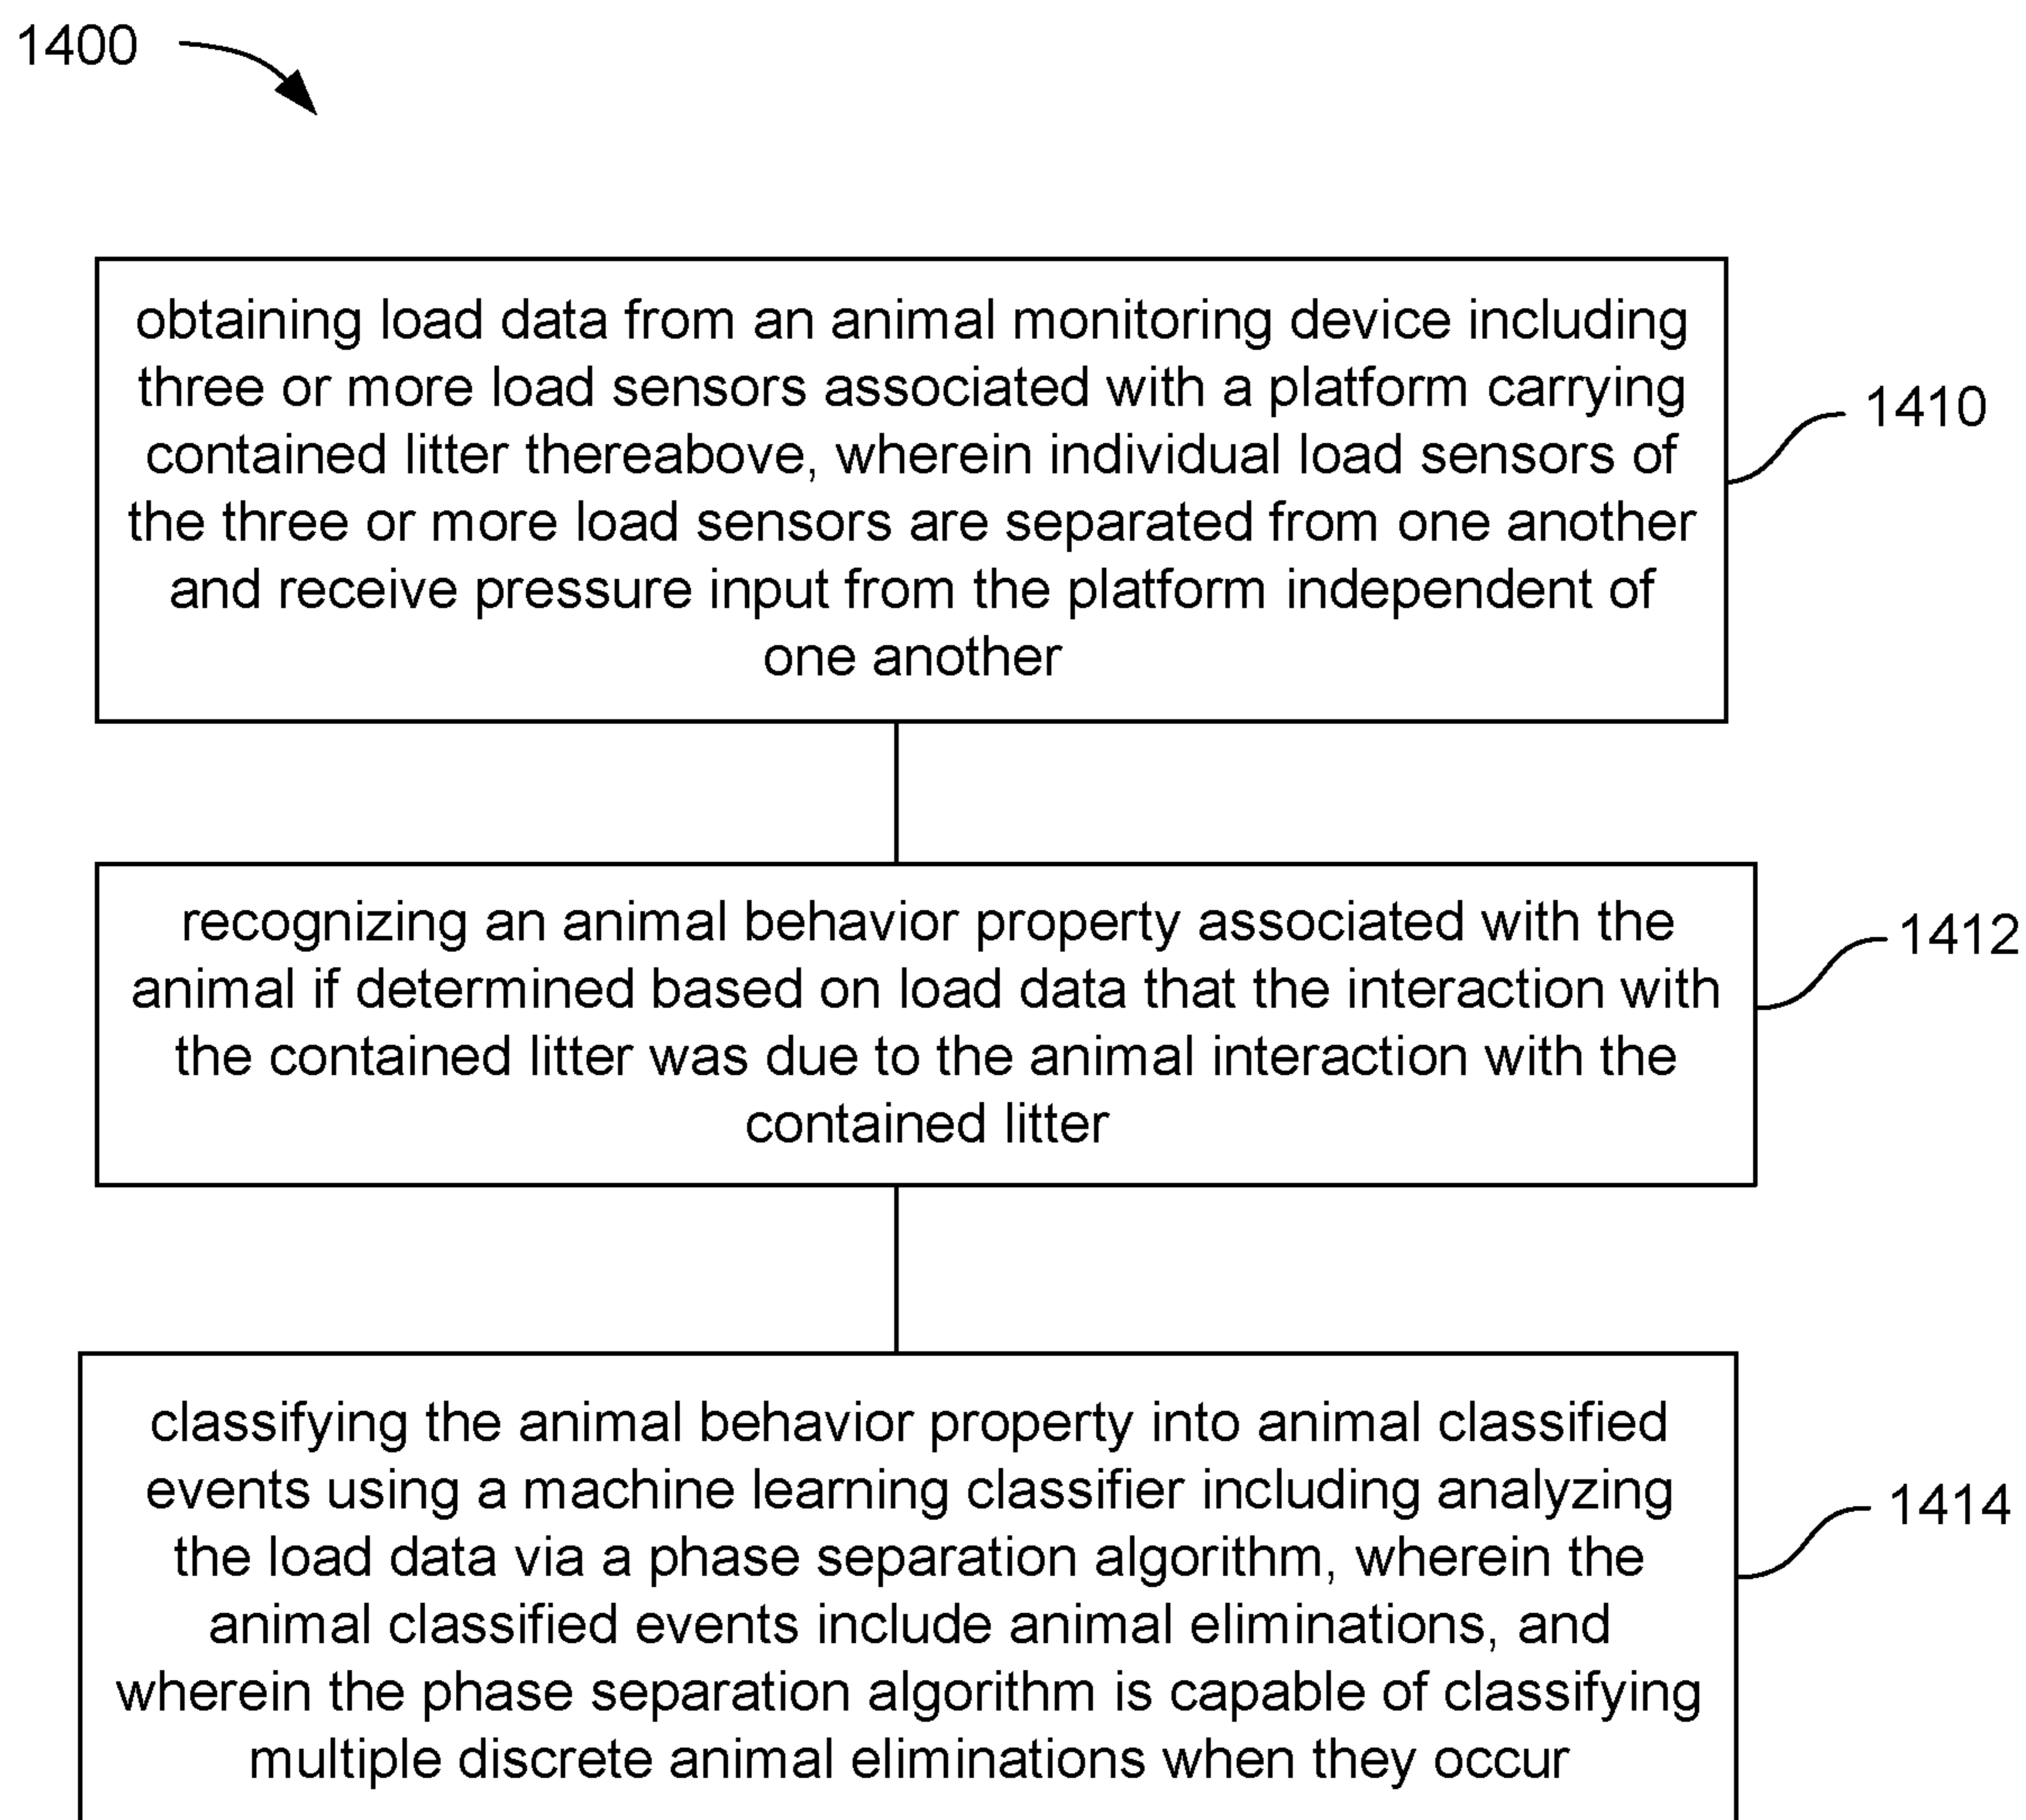 1400
obtaining load data from an animal monitoring device including
three or more load sensors associated with a platform carrying
contained litter thereabove, wherein individual load sensors of
the three or more load sensors are separated from one another
and receive pressure input from the platform independent of
one another
1410
recognizing an animal behavior property associated with the
animal if determined based on load data that the interaction with
the contained litter was due to the animal interaction with the
contained litter
1412
classifying the animal behavior property into animal classified
events using a machine learning classifier including analyzing
the load data via a phase separation algorithm, wherein the
animal classified events include animal eliminations, and
wherein the phase separation algorithm is capable of classifying
multiple discrete animal eliminations when they occur
1414